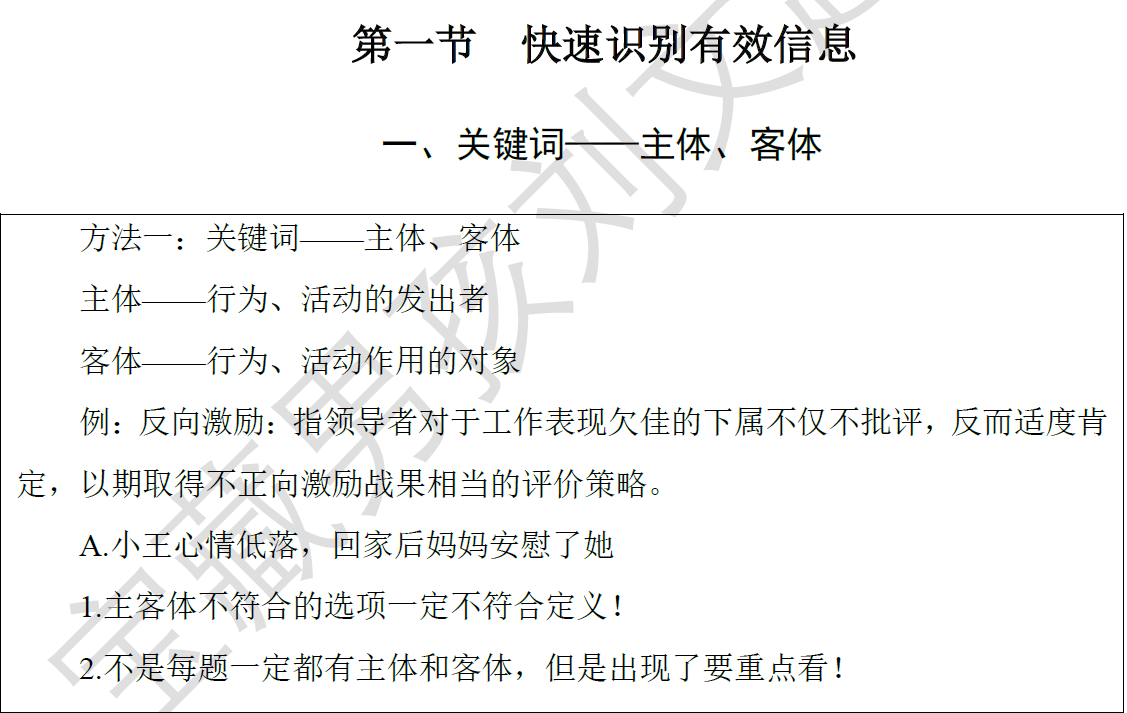 第一节 快速识别有效信息
一、关键词——主体、客体
方法一：关键词——主体、客体
主体——行为、活动的发出者
客体——行为、活动作用的对象
例：反向激励：指领导者对于工作表现欠佳的下属不仅不批评，反而适度肯
定，以期取得不正向激励战果相当的评价策略。
A.小王心情低落，回家后妈妈安慰了她
1.主客体不符合的选项一定不符合定义！
2.不是每题一定都有主体和客体，但是出现了要重点看！
宝藏男孩刘文